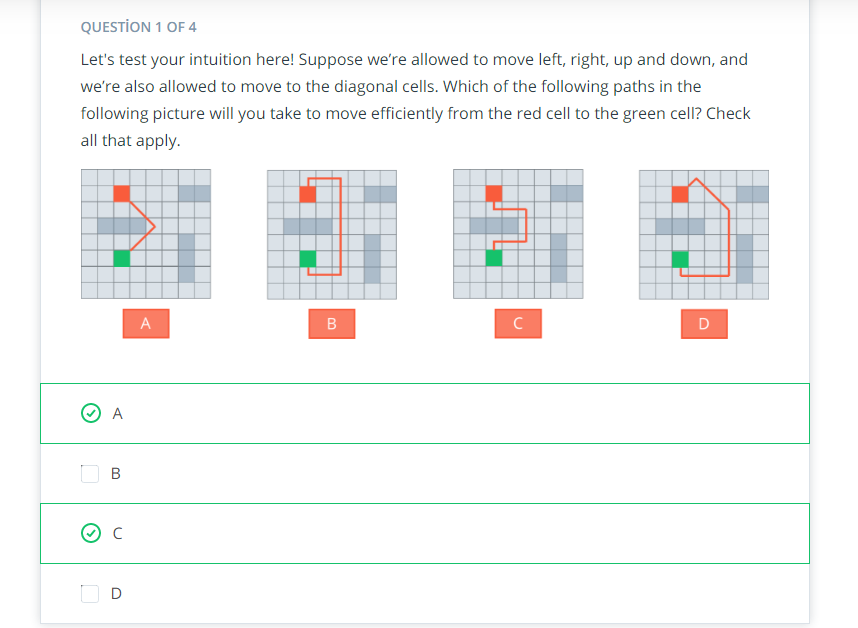 QUESTİON 1 OF 4
Let's test your intuition here! Suppose we’re allowed to move left, right, up and down, and
we’re also allowed to move to the diagonal cells. Which of the following paths in the
following picture will you take to move efficiently from the red cell to the green cell? Check
all that apply.
A B C D
A
B
C
D